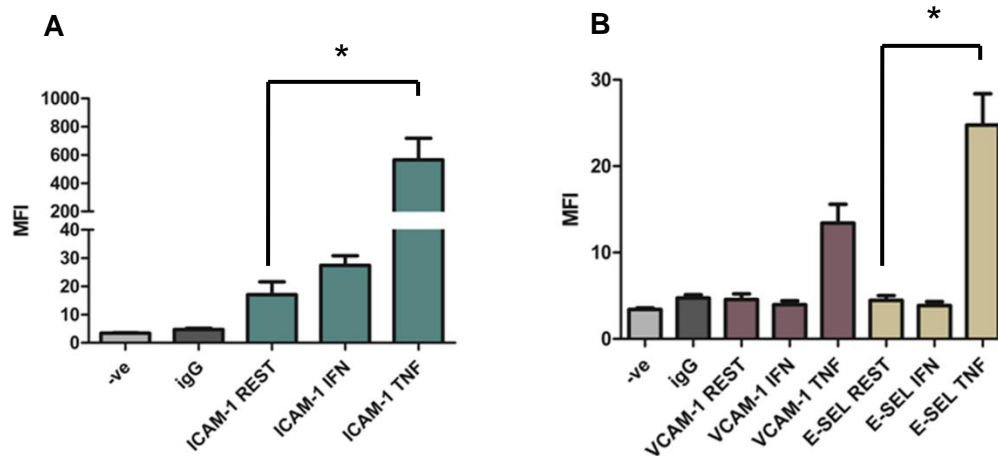 A
*
1000
800
600
400
200
40
30
20
10
0
MFI
-ve
igG
ICAM-1 REST
ICAM-1 IFN
ICAM-1 TNF
B
*
30
20
10
0
MFI
-ve
igG
VCAM-1 REST
VCAM-1 IFN
VCAM-1 TNF
E-SEL REST
E-SEL IFN
E-SEL TNF